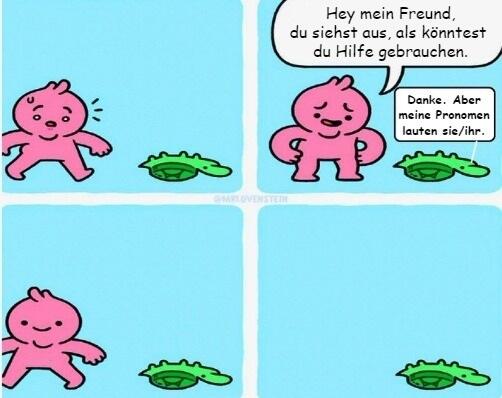 Hey mein Freund,
du siehst aus, als könntest
du Hilfe gebrauchen.
Danke. Aber
meine Pronomen
lauten sie/ihr.
@MRLOVENSTEIN